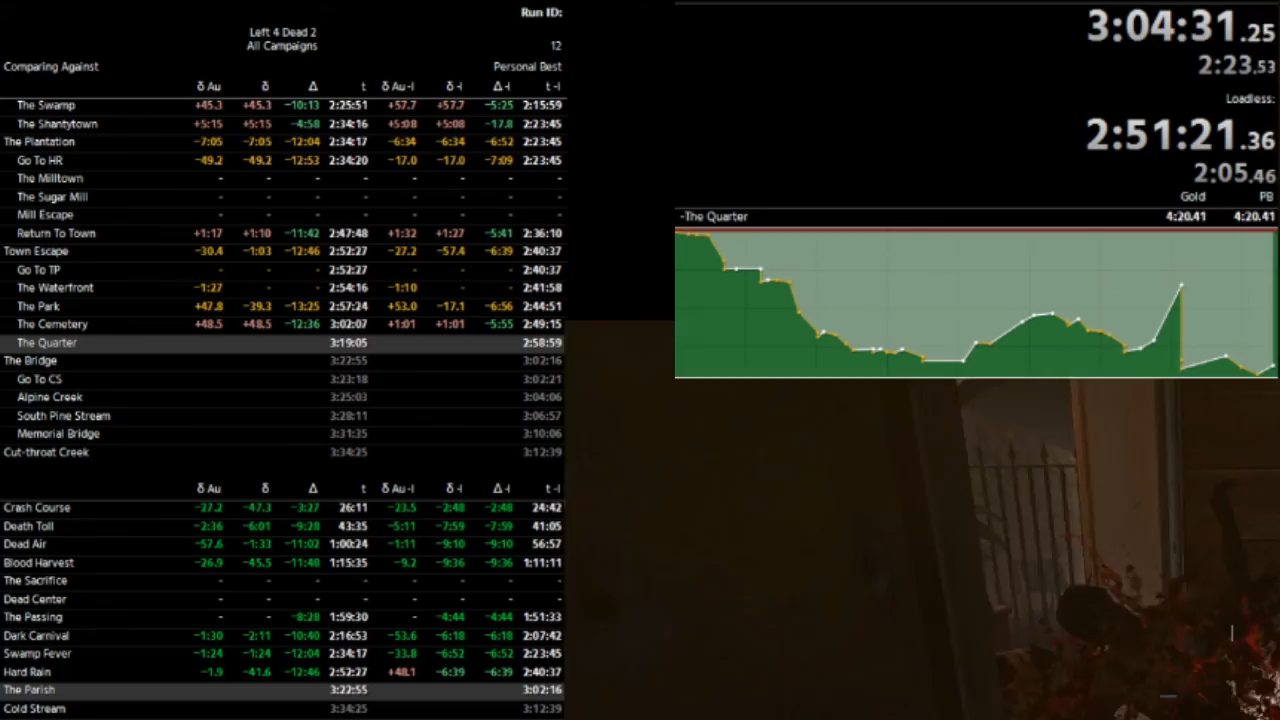 Run ID:
Left 4 Dead 2
All Campaigns
12
Comparing Against Personal Best
δ Au δ Δ t δ Au-l δ -l Δ -l t -l
The Swamp +45.3 +45.3 −10:13 2:25:51 +57.7 +57.7 −5:25 2:15:59
The Shantytown +5:15 +5:15 −4:58 2:34:16 +5:08 +5:08 −17.8 2:23:45
The Plantation −7:05 −7:05 −12:04 2:34:17 −6:34 −6:34 −6:52 2:23:45
Go To HR −49.2 −49.2 −12:53 2:34:20 −17.0 −17.0 −7:09 2:23:45
The Milltown - - - - - - - -
The Sugar Mill - - - - - - - -
Mill Escape - - - - - - - -
Return To Town +1:17 +1:10 −11:42 2:47:48 +1:32 +1:27 −5:41 2:36:10
Town Escape −30.4 −1:03 −12:46 2:52:27 −27.2 −57.4 −6:39 2:40:37
Go To TP - - - 2:52:27 - - - 2:40:37
The Waterfront −1:27 - - 2:54:16 −1:10 - - 2:41:58
The Park +47.8 −39.3 −13:25 2:57:24 +53.0 −17.1 −6:56 2:44:51
The Cemetery +48.5 +48.5 −12:36 3:02:07 +1:01 +1:01 −5:55 2:49:15
The Quarter 3:19:05 2:58:59
The Bridge 3:22:55 3:02:16
Go To CS 3:23:18 3:02:21
Alpine Creek 3:25:03 3:04:06
South Pine Stream 3:28:11 3:06:57
Memorial Bridge 3:31:35 3:10:06
Cut-throat Creek 3:34:25 3:12:39
δ Au δ Δ t δ Au-l δ -l Δ -l t -l
Crash Course −27.2 −47.3 −3:27 26:11 −23.5 −2:48 −2:48 24:42
Death Toll −2:36 −6:01 −9:28 43:35 −5:11 −7:59 −7:59 41:05
Dead Air −57.6 −1:33 −11:02 1:00:24 −1:11 −9:10 −9:10 56:57
Blood Harvest −26.9 −45.5 −11:48 1:15:35 −9.2 −9:36 −9:36 1:11:11
The Sacrifice - - - - - - - -
Dead Center - - - - - - - -
The Passing - - −8:28 1:59:30 - −4:44 −4:44 1:51:33
Dark Carnival −1:30 −2:11 −10:40 2:16:53 −53.6 −6:18 −6:18 2:07:42
Swamp Fever −1:24 −1:24 −12:04 2:34:17 −33.8 −6:52 −6:52 2:23:45
Hard Rain −1.9 −41.6 −12:46 2:52:27 +48.1 −6:39 −6:39 2:40:37
The Parish 3:22:55 3:02:16
Cold Stream 3:34:25 3:12:39
3:04:31.25
2:23.53
Loadless:
2:51:21.36
2:05.46
Gold PB
-The Quarter 4:20.41 4:20.41